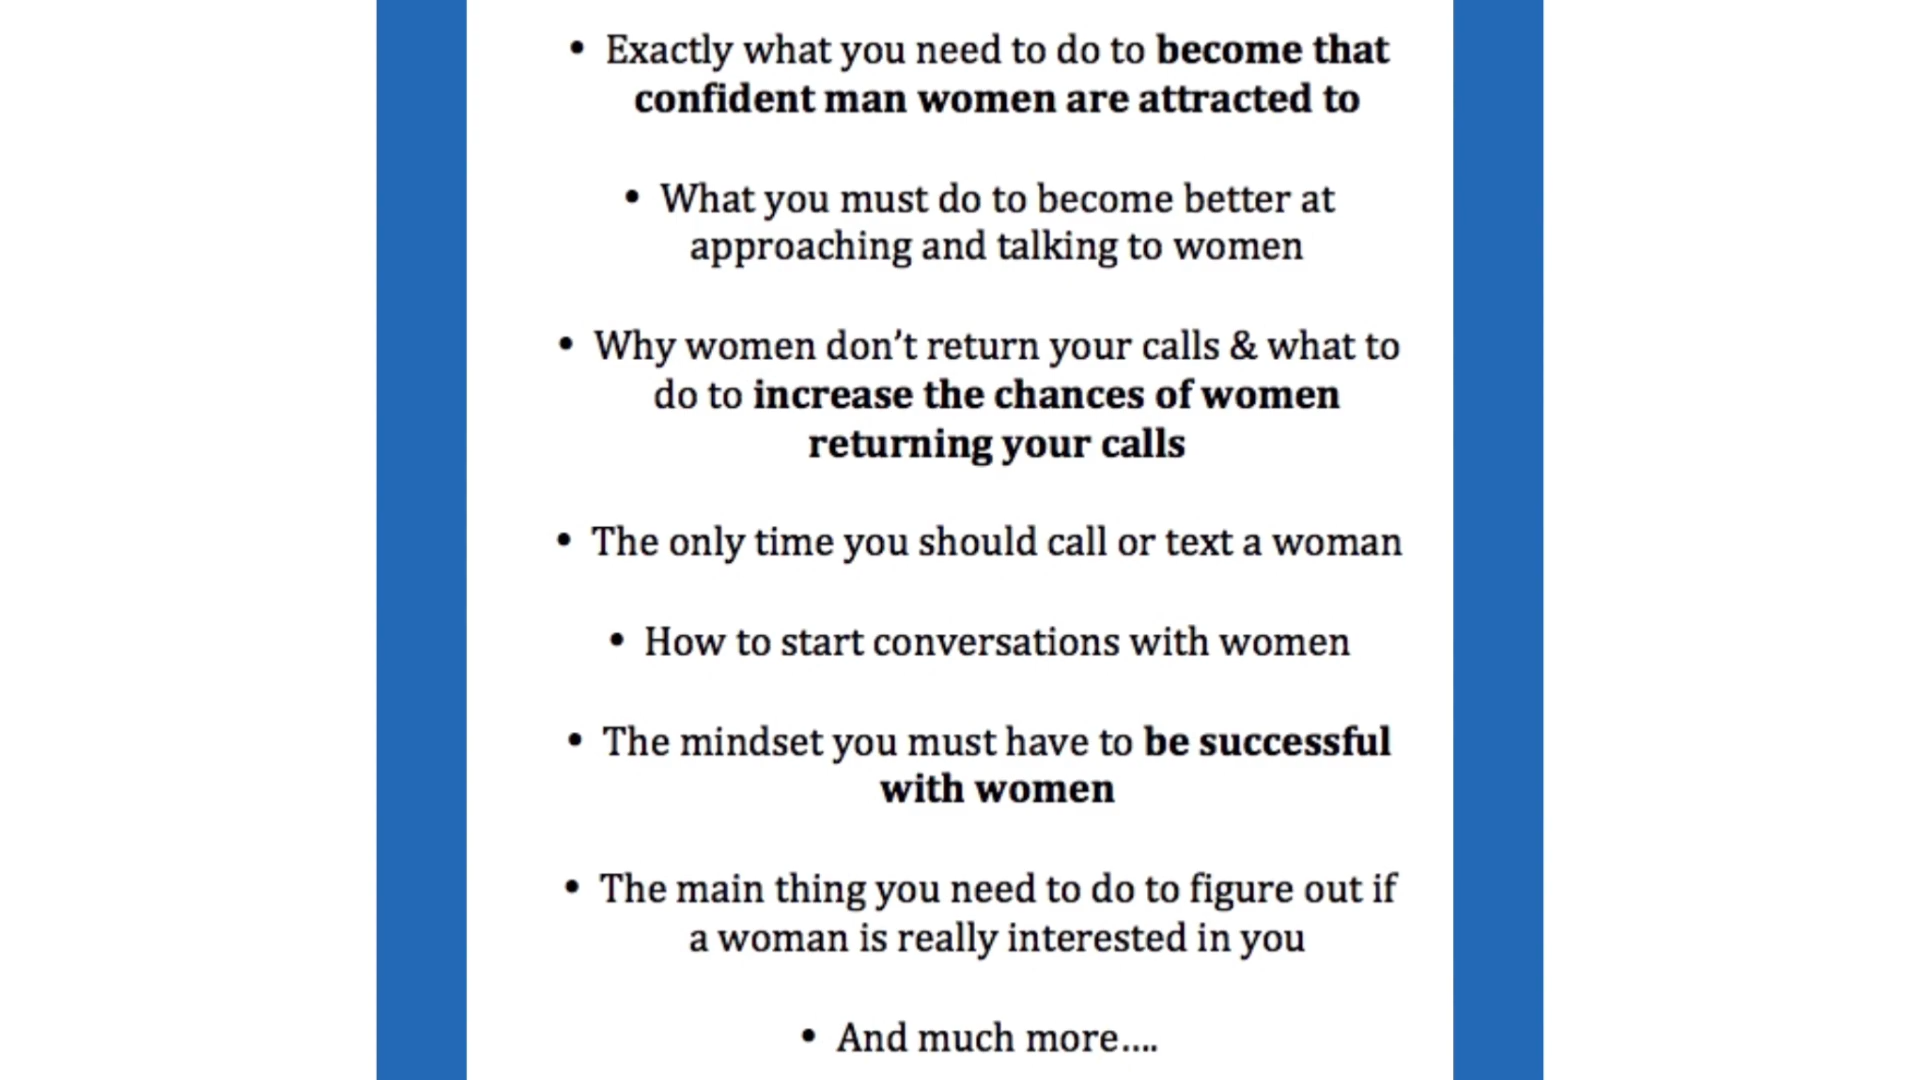 • Exactly what you need to do to become that
confident man women are attracted to
• What you must do to become better at
approaching and talking to women
• Why women don’t return your calls & what to
do to increase the chances of women
returning your calls
• The only time you should call or text a woman
• How to start conversations with women
• The mindset you must have to be successful
with women
• The main thing you need to do to figure out if
a woman is really interested in you
• And much more....